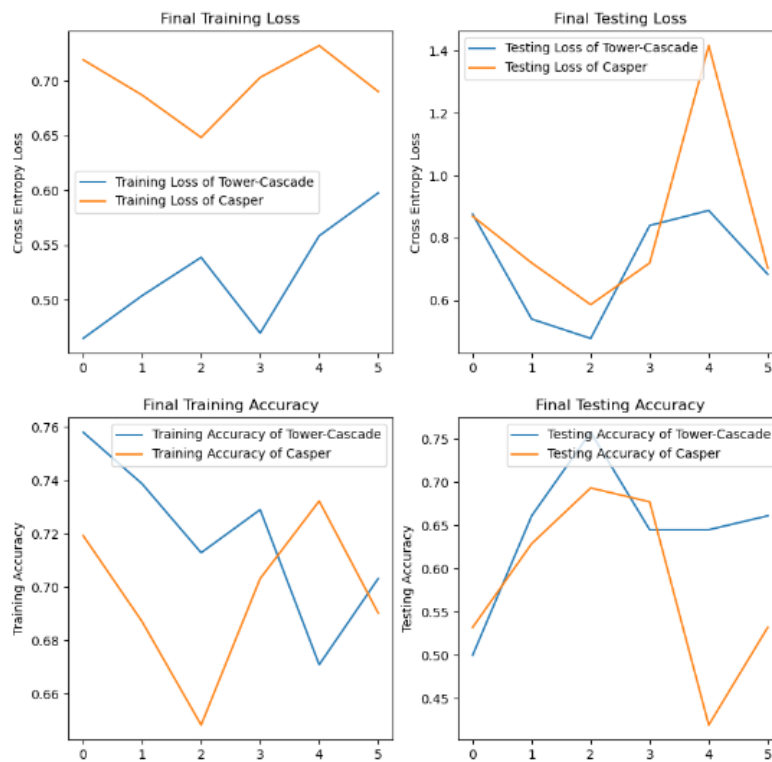 Final Training Loss
Cross Entropy Loss
0.70
0.65
0.60
0.55
0.50
Training Loss of Tower-Cascade
Training Loss of Casper
0 1 2 3 4 5
Final Testing Loss
Cross Entropy Loss
1.4
1.2
1.0
0.8
0.6
Testing Loss of Tower-Cascade
Testing Loss of Casper
0 1 2 3 4 5
Final Training Accuracy
Training Accuracy
0.76
0.74
0.72
0.70
0.68
0.66
Training Accuracy of Tower-Cascade
Training Accuracy of Casper
0 1 2 3 4 5
Final Testing Accuracy
Testing Accuracy
0.75
0.70
0.65
0.60
0.55
0.50
0.45
Testing Accuracy of Tower-Cascade
Testing Accuracy of Casper
0 1 2 3 4 5